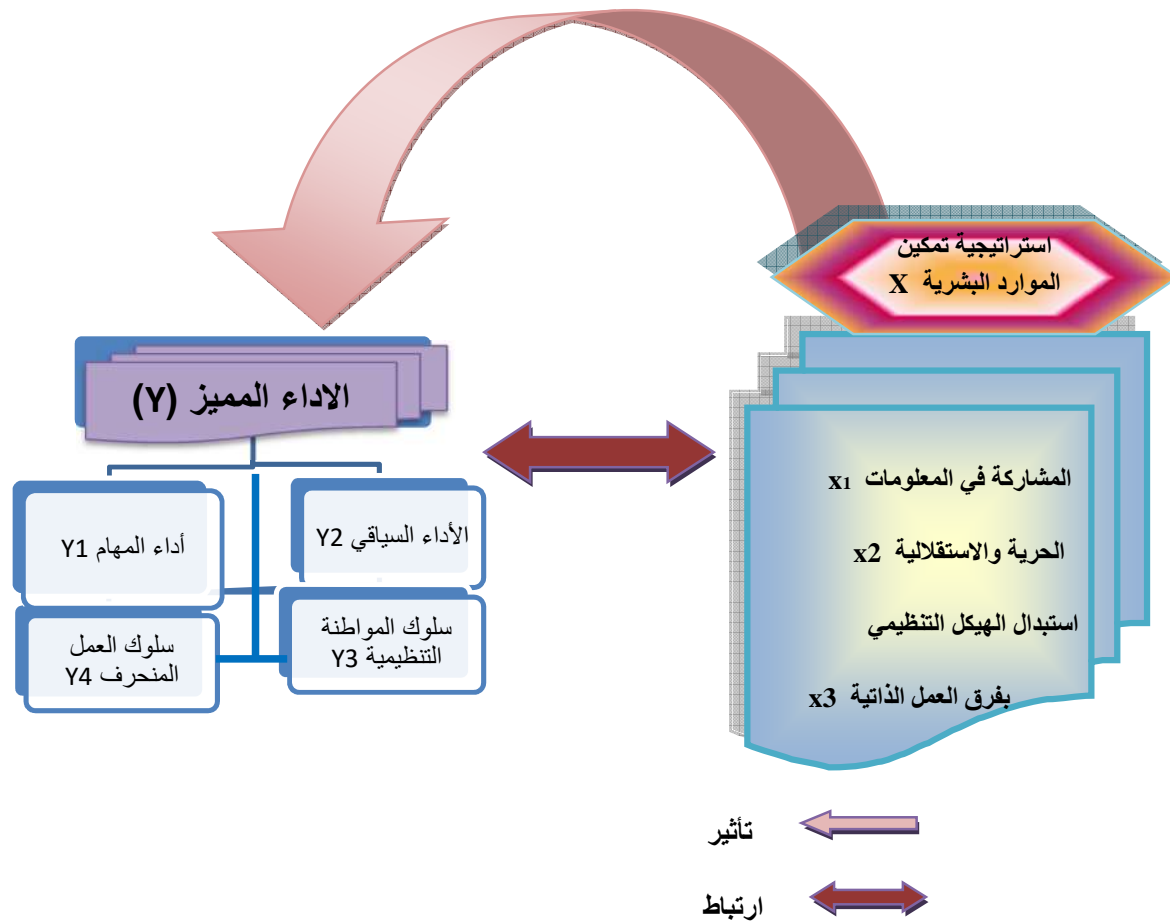 استراتيجية تمكين
الموارد البشرية X
المشاركة في المعلومات x1
الحرية والاستقلالية x2
استبدال الهيكل التنظيمي
بفرق العمل الذاتية x3
الاداء المميز (Y)
الأداء السياقي Y2
أداء المهام Y1
سلوك المواطنة
التنظيمية Y3
سلوك العمل
المنحرف Y4
تأثير
ارتباط